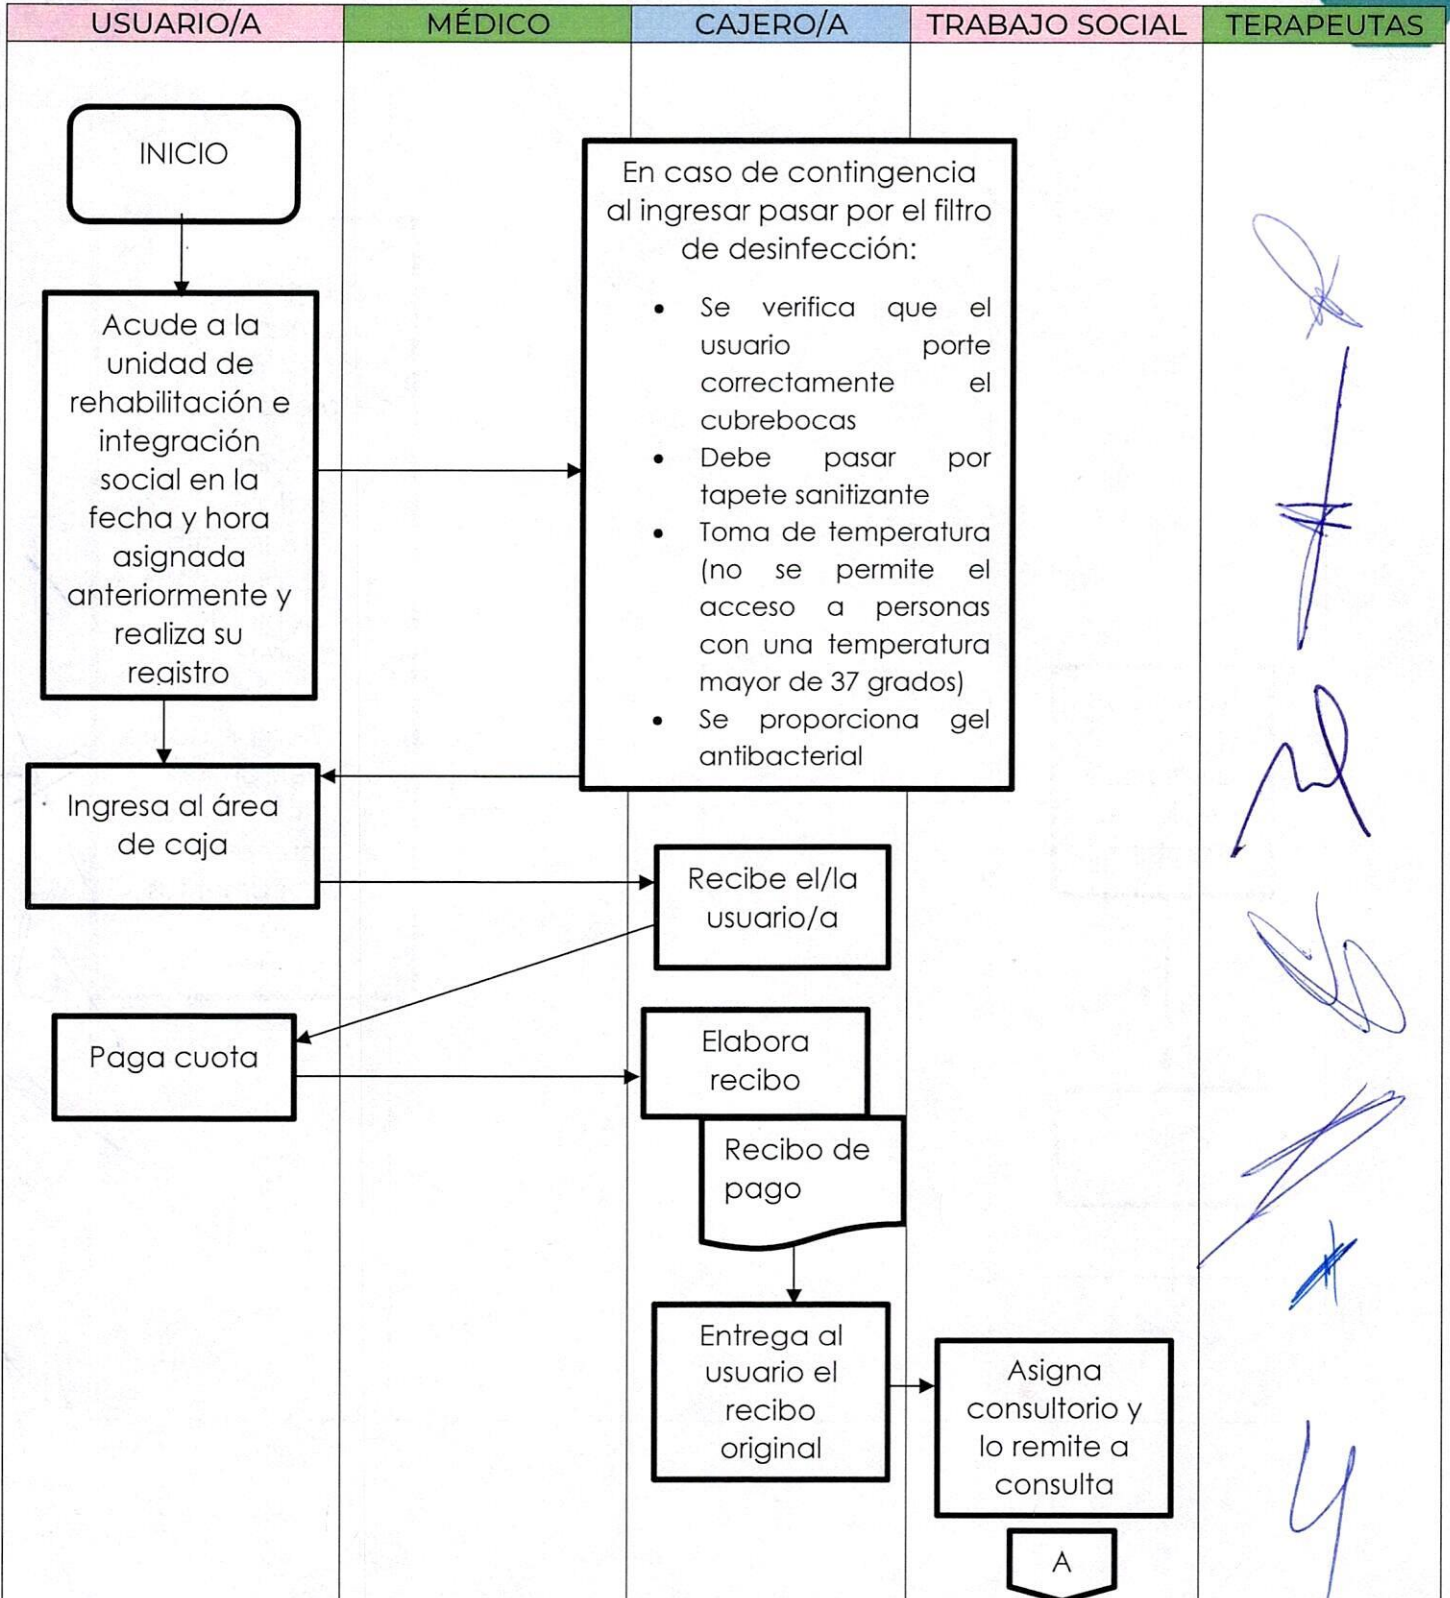 USUARIO/A
MÉDICO
CAJERO/A
TRABAJO SOCIAL
TERAPEUTAS
INICIO
Acude a la
unidad de
rehabilitación e
integración
social en la
fecha y hora
asignada
anteriormente y
realiza su
registro
En caso de contingencia
al ingresar pasar por el filtro
de desinfección:
• Se verifica que el
usuario porte
correctamente el
cubrebocas
• Debe pasar por
tapete sanitizante
• Toma de temperatura
(no se permite el
acceso a personas
con una temperatura
mayor de 37 grados)
• Se proporciona gel
antibacterial
Ingresa al área
de caja
Recibe el/la
usuario/a
Paga cuota
Elabora
recibo
Recibo de
pago
Entrega al
usuario el
recibo
original
Asigna
consultorio y
lo remite a
consulta
A